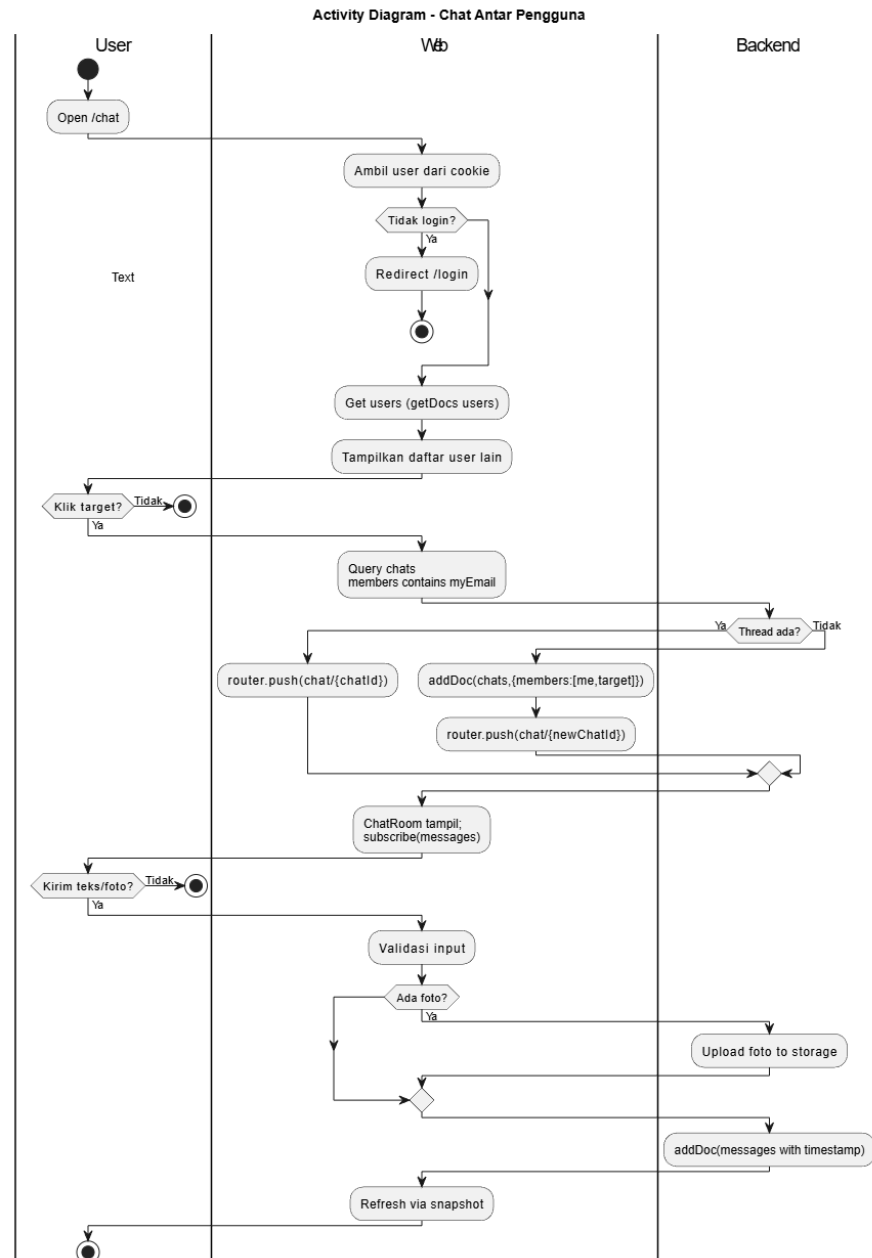 Activity Diagram - Chat Antar Pengguna
User
Web
Backend
Open /chat
Ambil user dari cookie
Tidak login?
Ya
Redirect /login
Text
Get users (getDocs users)
Tampilkan daftar user lain
Klik target?
Tidak
Ya
Query chats
members contains myEmail
Ya
Thread ada?
Tidak
router.push(chat/{chatId})
addDoc(chats,{members:[me,target]})
router.push(chat/{newChatId})
ChatRoom tampil;
subscribe(messages)
Kirim teks/foto?
Tidak
Ya
Validasi input
Ada foto?
Ya
Upload foto to storage
addDoc(messages with timestamp)
Refresh via snapshot